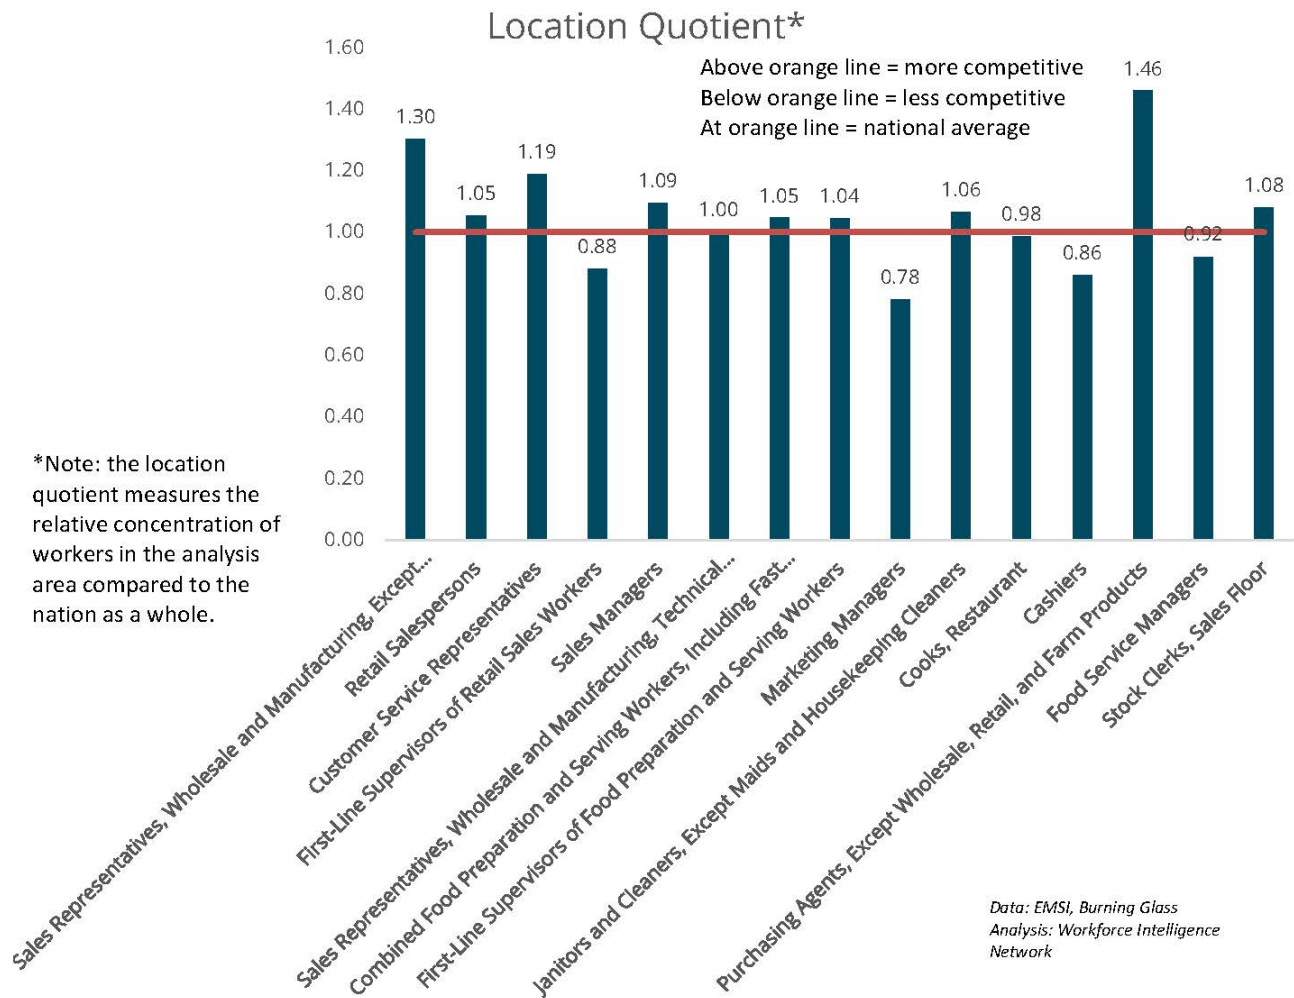 Location Quotient*
Above orange line = more competitive
Below orange line = less competitive
At orange line = national average
1.60
1.40
1.20
1.00
0.80
0.60
0.40
0.20
0.00
1.30
1.05
1.19
0.88
1.09
1.00
1.05
1.04
0.78
1.06
0.98
0.86
1.46
0.92
1.08
*Note: the location
quotient measures the
relative concentration of
workers in the analysis
area compared to the
nation as a whole.
Sales Representatives, Wholesale and Manufacturing, Except...
Retail Salespersons
Customer Service Representatives
First-Line Supervisors of Retail Sales Workers
Sales Managers
Sales Representatives, Wholesale and Manufacturing, Technical...
Combined Food Preparation and Serving Workers, Including Fast...
First-Line Supervisors of Food Preparation and Serving Workers
Marketing Managers
Janitors and Cleaners, Except Maids and Housekeeping Cleaners
Cooks, Restaurant
Cashiers
Purchasing Agents, Except Wholesale, Retail, and Farm Products
Food Service Managers
Stock Clerks, Sales Floor
Data: EMSI, Burning Glass
Analysis: Workforce Intelligence
Network